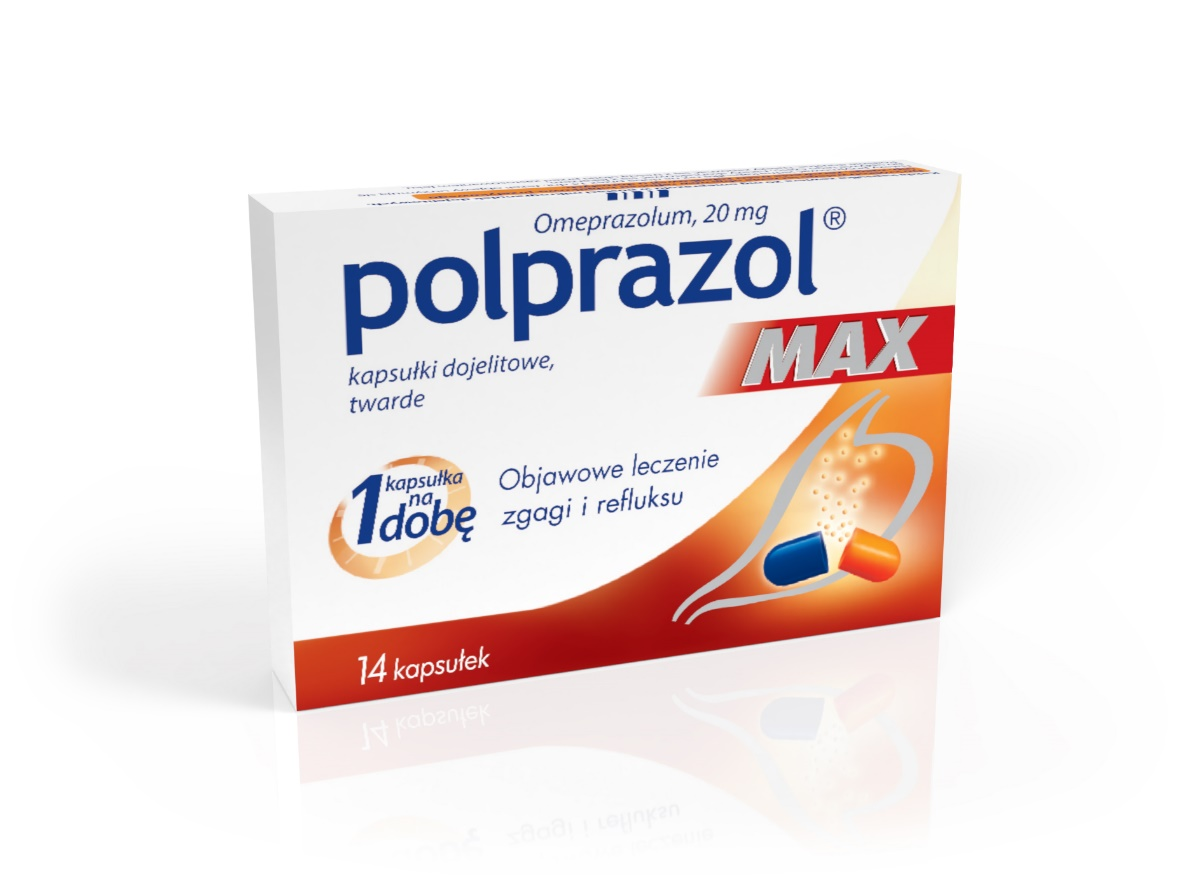 Omeprazolum, 20 mg
polprazol®
MAX
kapsułki dojelitowe,
twarde
1 kapsułka
na
dobę
Objawowe leczenie
zgagi i refluksu
14 kapsułek